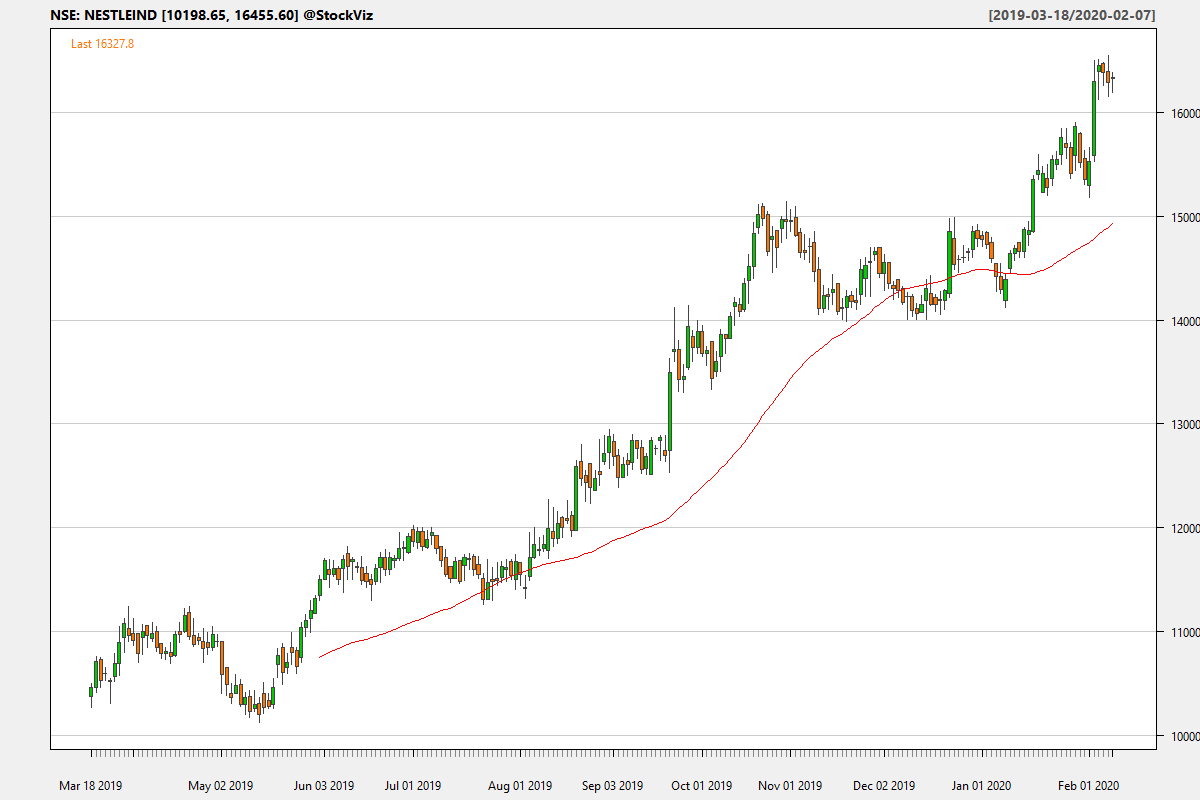 NSE: NESTLEIND [10198.65, 16455.60] @StockViz [2019-03-18/2020-02-07]
Last 16327.8
16000
15000
14000
13000
12000
11000
10000
Mar 18 2019 May 02 2019 Jun 03 2019 Jul 01 2019 Aug 01 2019 Sep 03 2019 Oct 01 2019 Nov 01 2019 Dec 02 2019 Jan 01 2020 Feb 01 2020